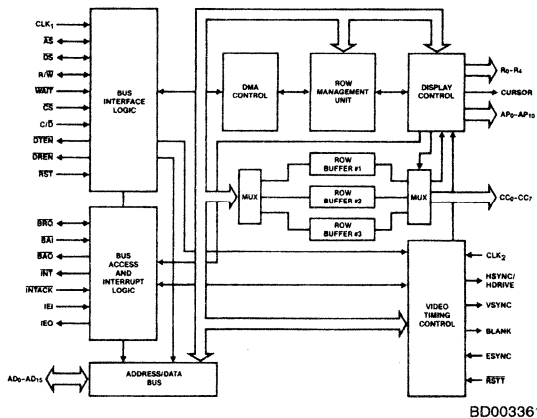 CLK1
AS
DS
R/W
WAIT
CS
C/D
DTEN
DREN
RST
BUS
INTERFACE
LOGIC
DMA
CONTROL
ROW
MANAGEMENT
UNIT
DISPLAY
CONTROL
R0–R4
CURSOR
AP0–AP10
MUX
ROW
BUFFER #1
ROW
BUFFER #2
ROW
BUFFER #3
MUX
CC0–CC7
BRQ
BAI
BAO
INT
INTACK
IEI
IEO
BUS
ACCESS
AND
INTERRUPT
LOGIC
VIDEO
TIMING
CONTROL
CLK2
HSYNC/
HDRIVE
VSYNC
BLANK
ESYNC
RSTT
AD0–AD15
ADDRESS/DATA
BUS
BD003361